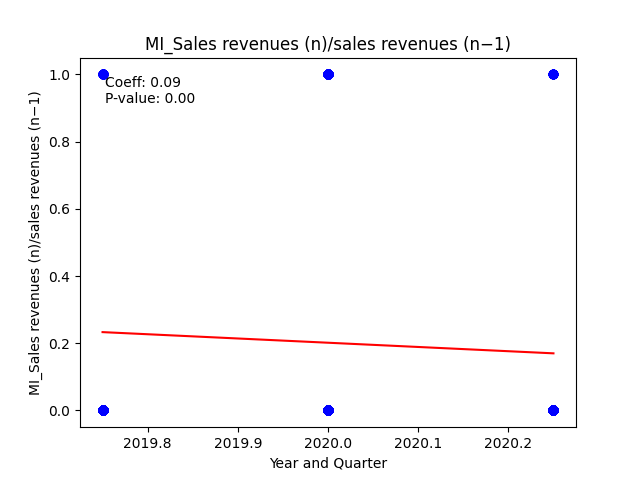 MI_Sales revenues (n)/sales revenues (n−1)
1.0
Coeff: 0.09
P-value: 0.00
0.8
0.6
0.4
0.2
0.0
MI_Sales revenues (n)/sales revenues (n−1)
2019.8 2019.9 2020.0 2020.1 2020.2
Year and Quarter